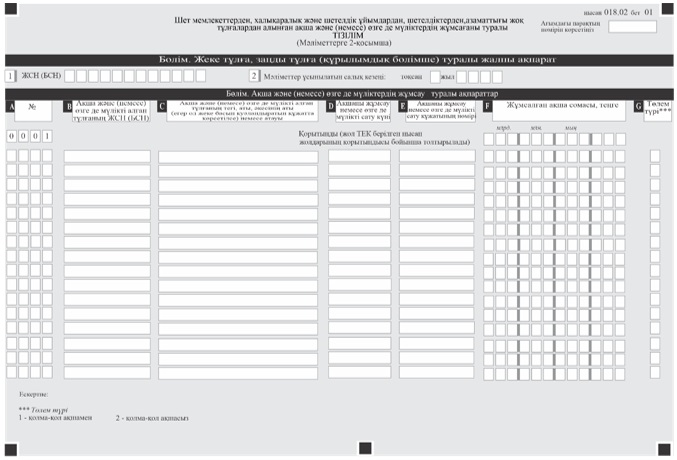 нысан 018.02 бет 01
Шет мемлекеттерден, халықаралық және шетелдік ұйымдардан, шетелдіктерден,азаматтығы жоқ
тұлғалардан алынған ақша және (немесе) өзге де мүліктердің жұмсағаны туралы
ТІЗІЛІМ
(Мәліметтерге 2-қосымша)
Ағымдағы парақтың
нөмірін көрсетіңіз
Бөлім. Жеке тұлға, заңды тұлға (құрылымдық бөлімше) туралы жалпы ақпарат
1 ЖСН (БСН)
2 Мәліметтер ұсынылатын салық кезеңі: тоқсан жыл
Бөлім. Ақша және (немесе) өзге де мүліктердің жұмсау туралы ақпараттар
A №
B Ақша және (немесе)
өзге де мүлікті алған
тұлғаның ЖСН (БСН)
C Ақша және (немесе) өзге де мүлікті алған
тұлғаның тегі, аты, әкесінің аты
көрсетілсе) немесе атауы
D Ақшаны жұмсау
немесе өзге де
мүлікті сату күні
E Ақшаны жұмсау
немесе өзге де мүлікті
сату құжатының нөмірі
F Жұмсалған ақша сомасы, теңге
G Төлем
түрі***
млрд. млн. мың
0 0 0 1
Қорытынды (жол ТЕК берілген нысан
жолдарының қорытындысы бойынша толтырылады)
Ескертпе:
*** Төлем түрі
1 - қолма-қол ақшамен 2 - қолма-қол ақшасыз